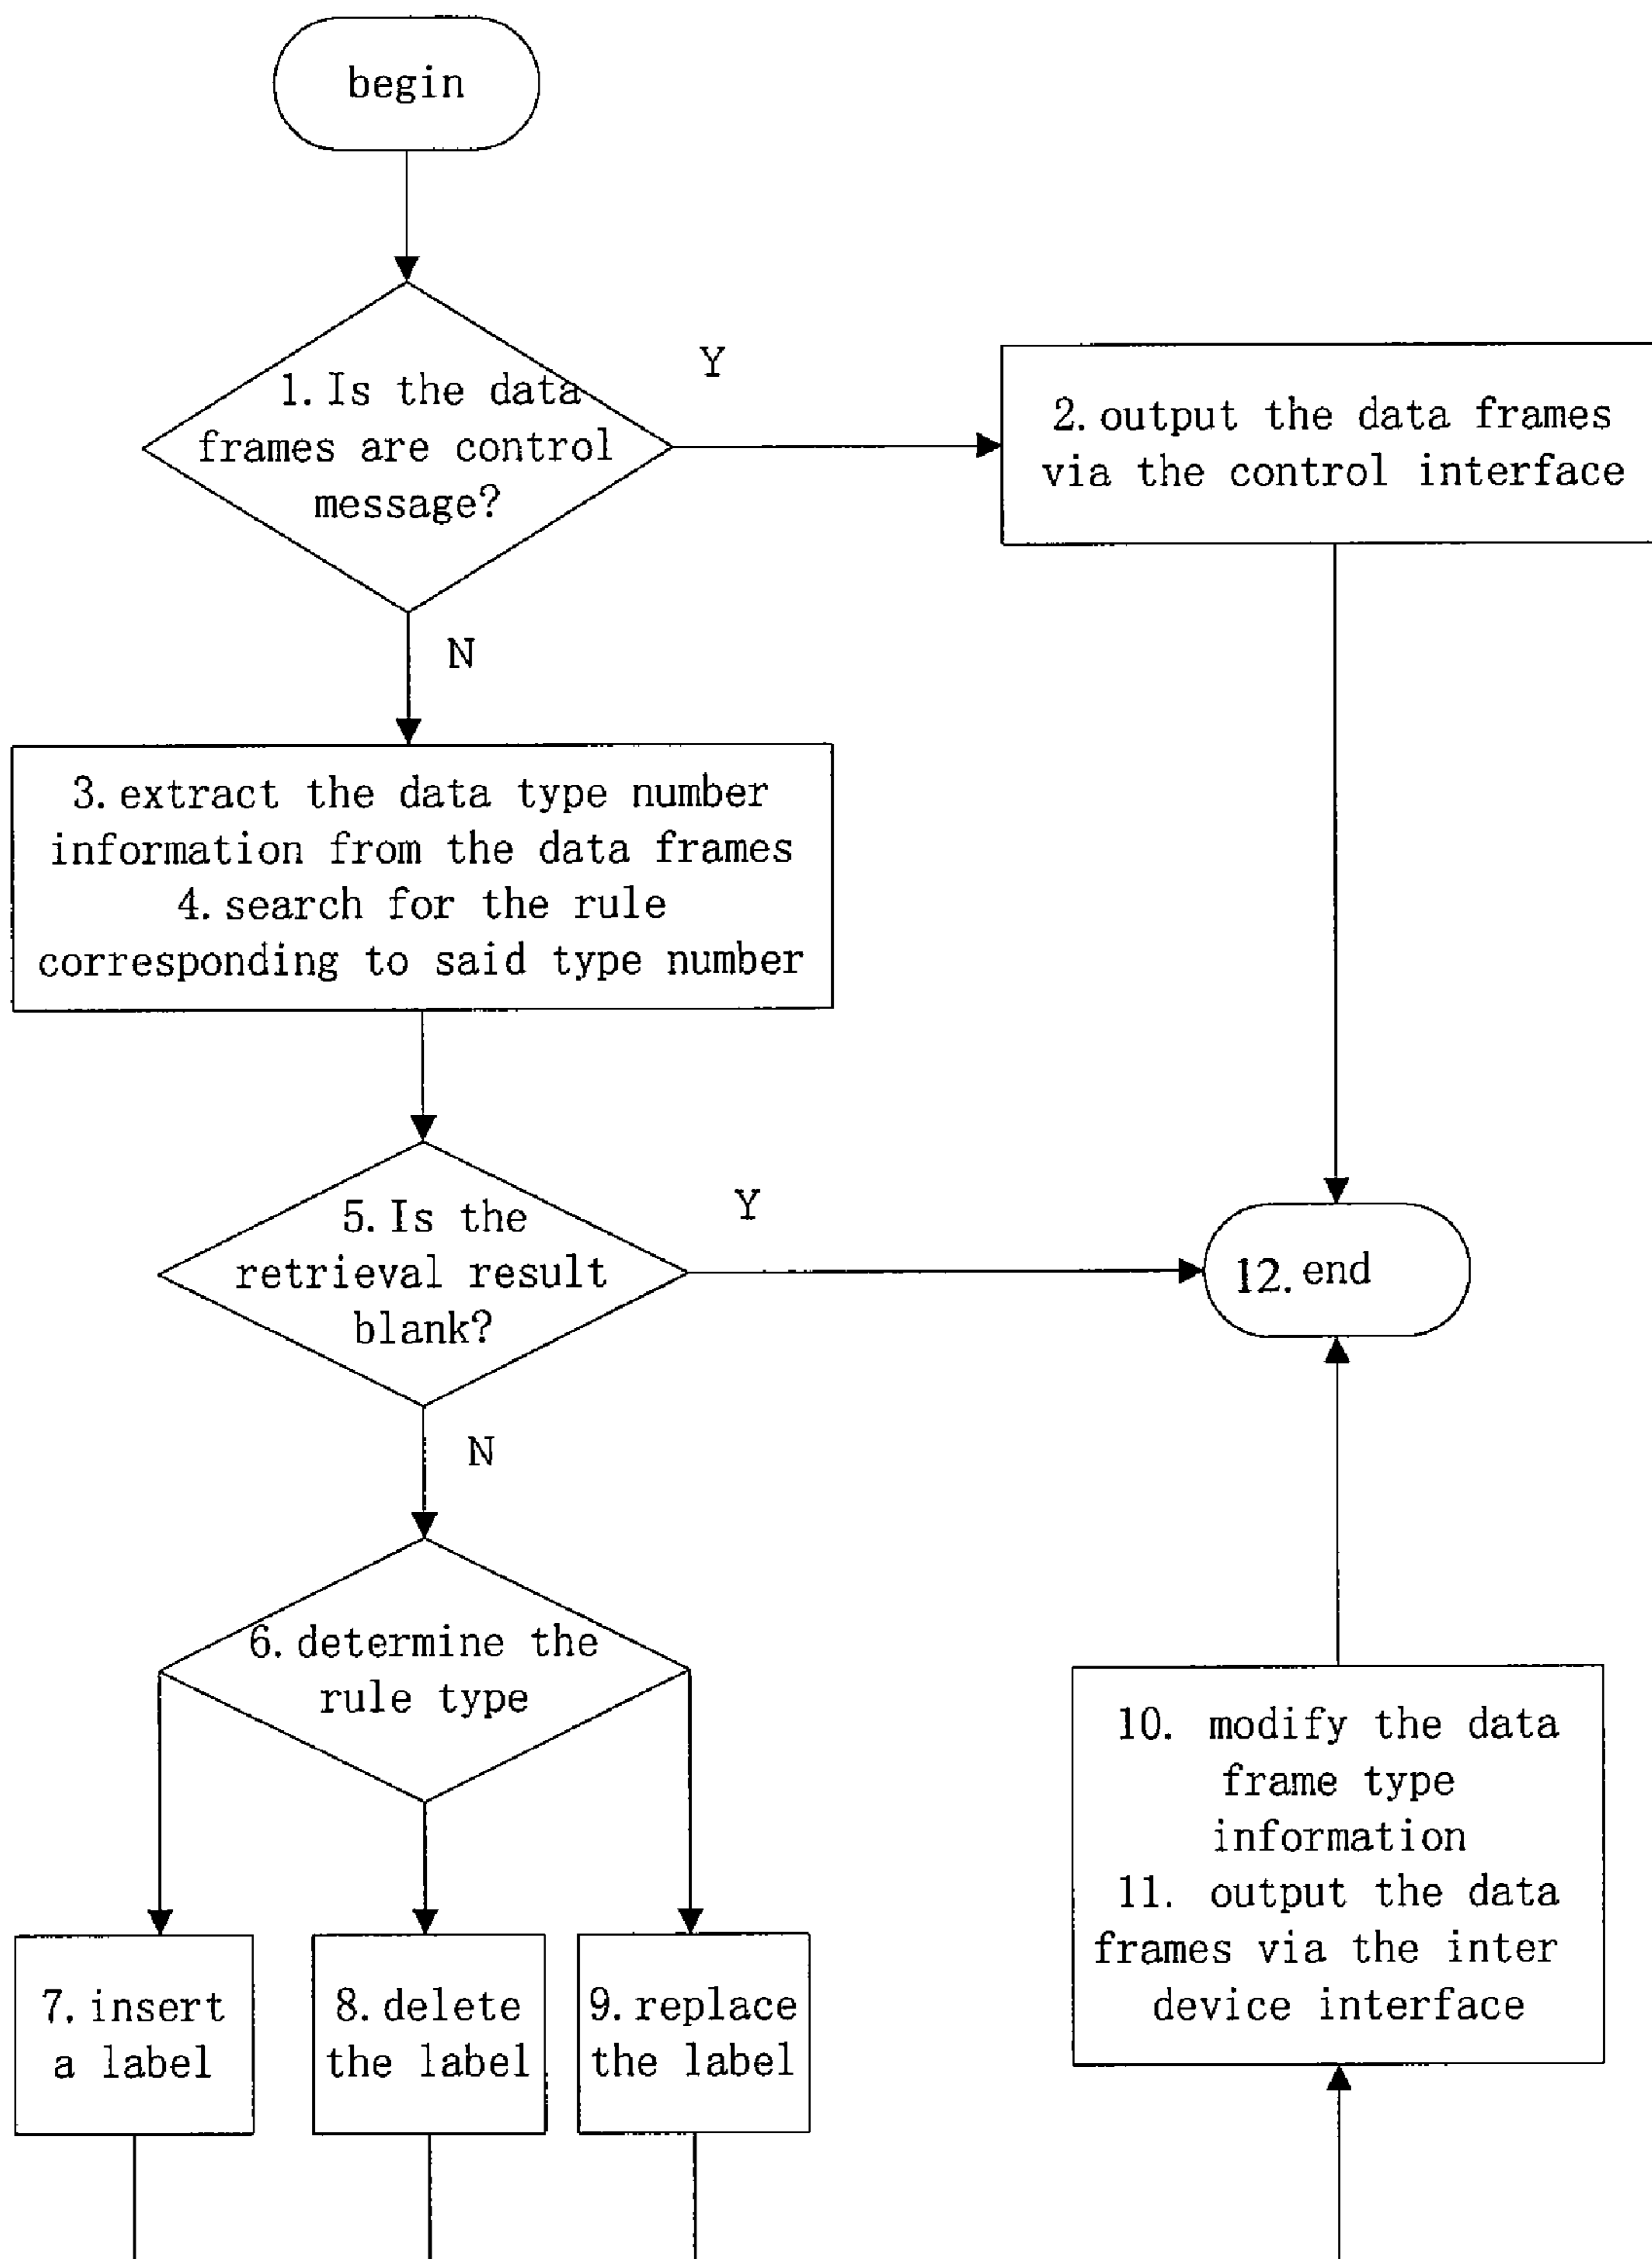 begin
1. Is the data
frames are control
message?
Y
2. output the data frames
via the control interface
N
3. extract the data type number
information from the data frames
4. search for the rule
corresponding to said type number
5. Is the
retrieval result
blank?
Y
12. end
N
6. determine the
rule type
7. insert
a label
8. delete
the label
9. replace
the label
10. modify the data
frame type
information
11. output the data
frames via the inter
device interface